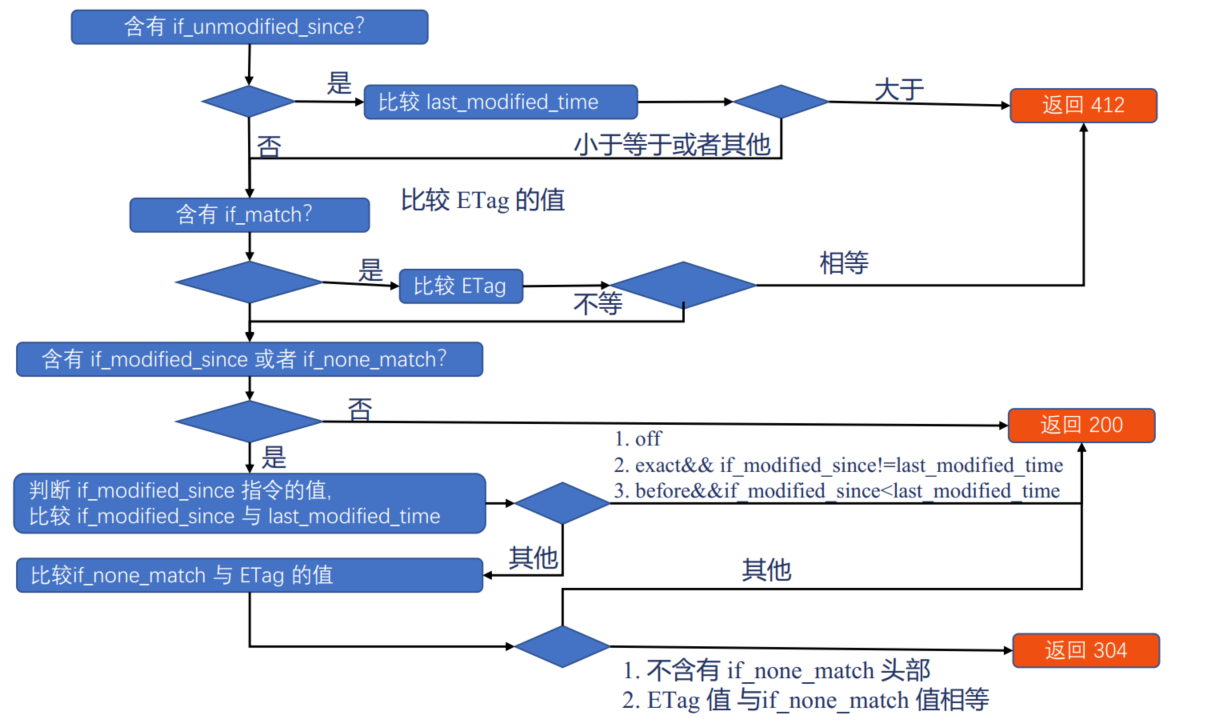 含有 if_unmodified_since?
是
比较 last_modified_time
大于
返回 412
否
小于等于或者其他
含有 if_match?
比较 ETag 的值
是
比较 ETag
不等
相等
含有 if_modified_since 或者 if_none_match?
否
返回 200
是
1. off
2. exact&& if_modified_since!=last_modified_time
3. before&&if_modified_since<last_modified_time
判断 if_modified_since 指令的值,
比较 if_modified_since 与 last_modified_time
其他
比较if_none_match 与 ETag 的值
其他
返回 304
1. 不含有 if_none_match 头部
2. ETag 值 与if_none_match 值相等